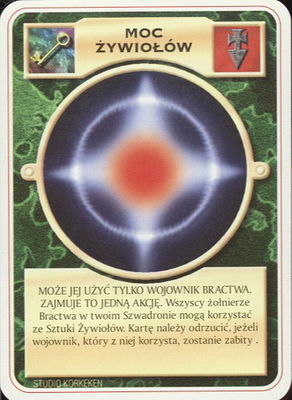 MOC
ŻYWIOŁÓW
MOŻE JEJ UŻYĆ TYLKO WOJOWNIK BRACTWA.
ZAJMUJE TO JEDNĄ AKCJĘ. Wszyscy żołnierze
Bractwa w twoim Szwadronie mogą korzystać
ze Sztuki Żywiołów. Kartę należy odrzucić, jeżeli
wojownik, który z niej korzysta, zostanie zabity .
STUDIO KORKEKEN